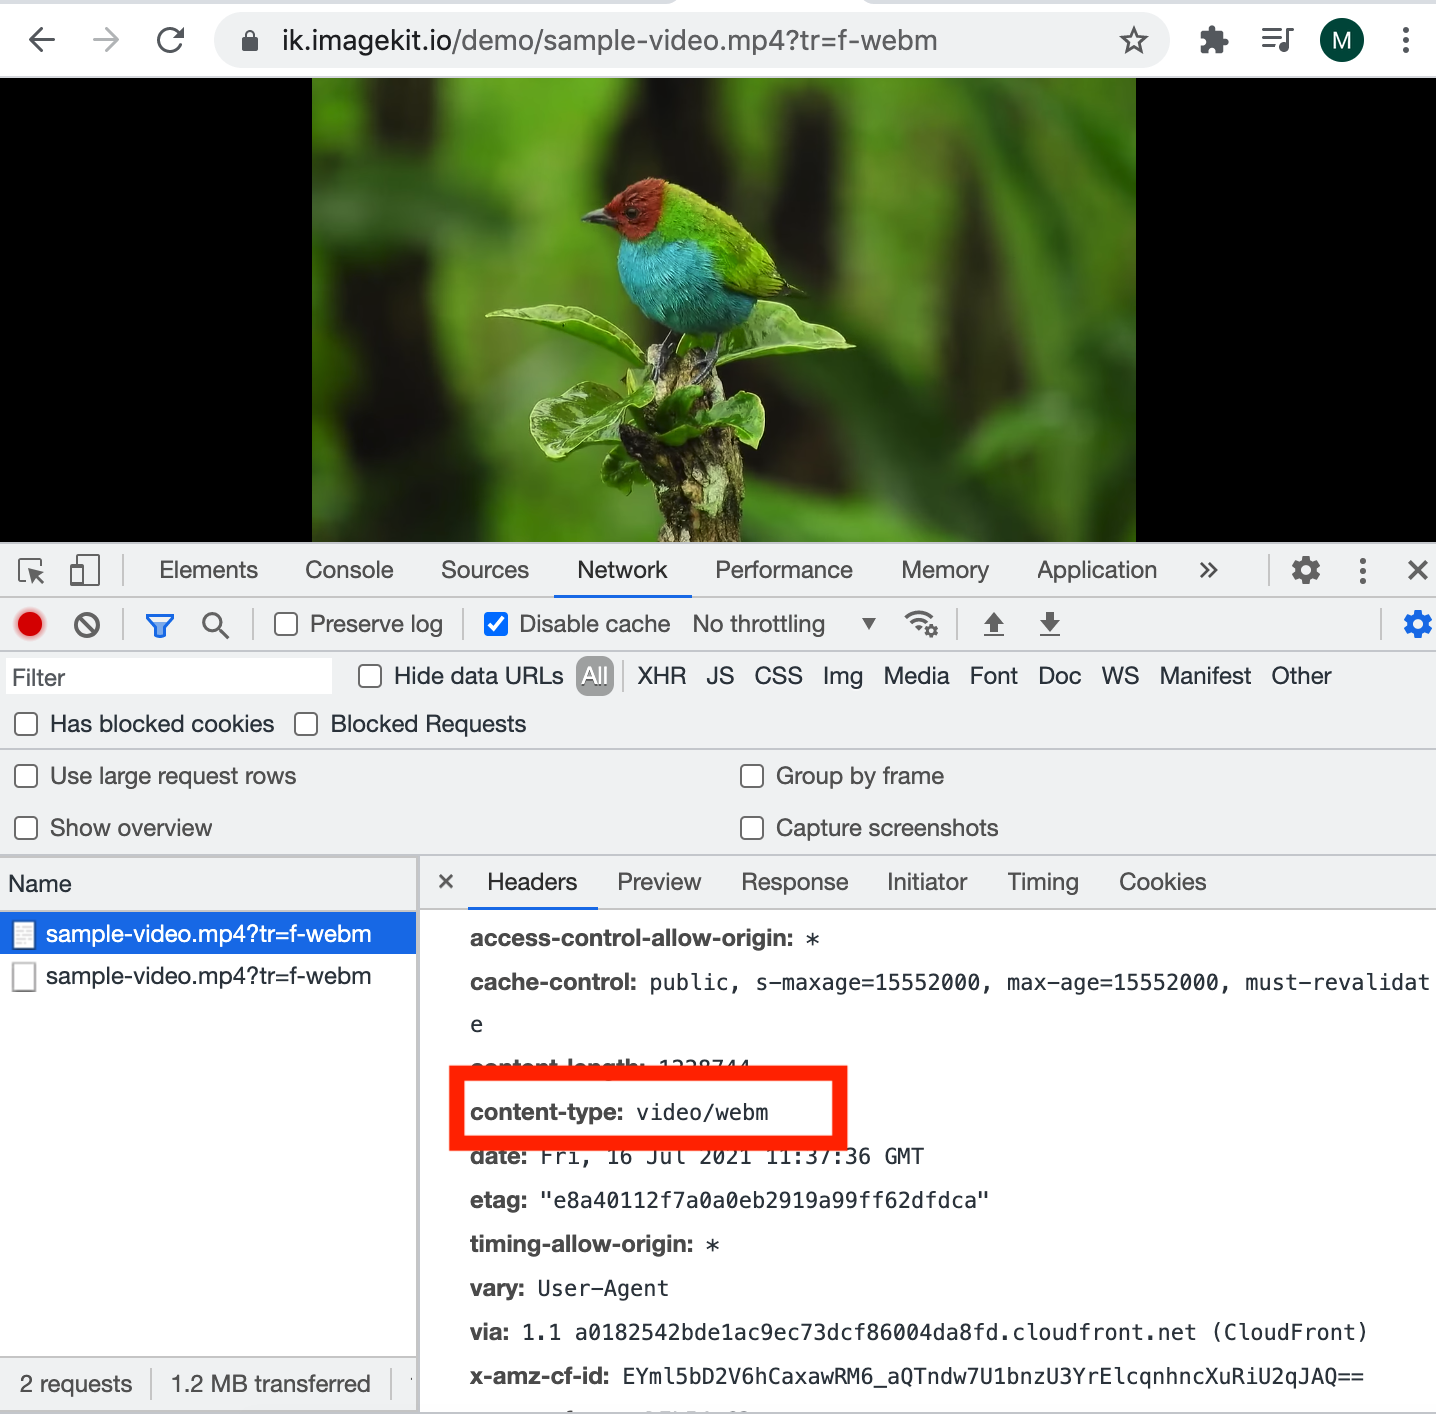 ik.imagekit.io/demo/sample-video.mp4?tr=f-webm
M
Elements Console Sources Network Performance Memory Application »
Preserve log Disable cache No throttling
Filter Hide data URLs All XHR JS CSS Img Media Font Doc WS Manifest Other
Has blocked cookies Blocked Requests
Use large request rows Group by frame
Show overview Capture screenshots
Name
sample-video.mp4?tr=f-webm
sample-video.mp4?tr=f-webm
2 requests 1.2 MB transferred
× Headers Preview Response Initiator Timing Cookies
access-control-allow-origin: *
cache-control: public, s-maxage=15552000, max-age=15552000, must-revalidat
e
content-length: 1228744
content-type: video/webm
date: Fri, 16 Jul 2021 11:37:36 GMT
etag: "e8a40112f7a0a0eb2919a99ff62dfdca"
timing-allow-origin: *
vary: User-Agent
via: 1.1 a0182542bde1ac9ec73dcf86004da8fd.cloudfront.net (CloudFront)
x-amz-cf-id: EYml5bD2V6hCaxawRM6_aQTndw7U1bnzU3YrElcqnhncXuRiU2qJAQ==